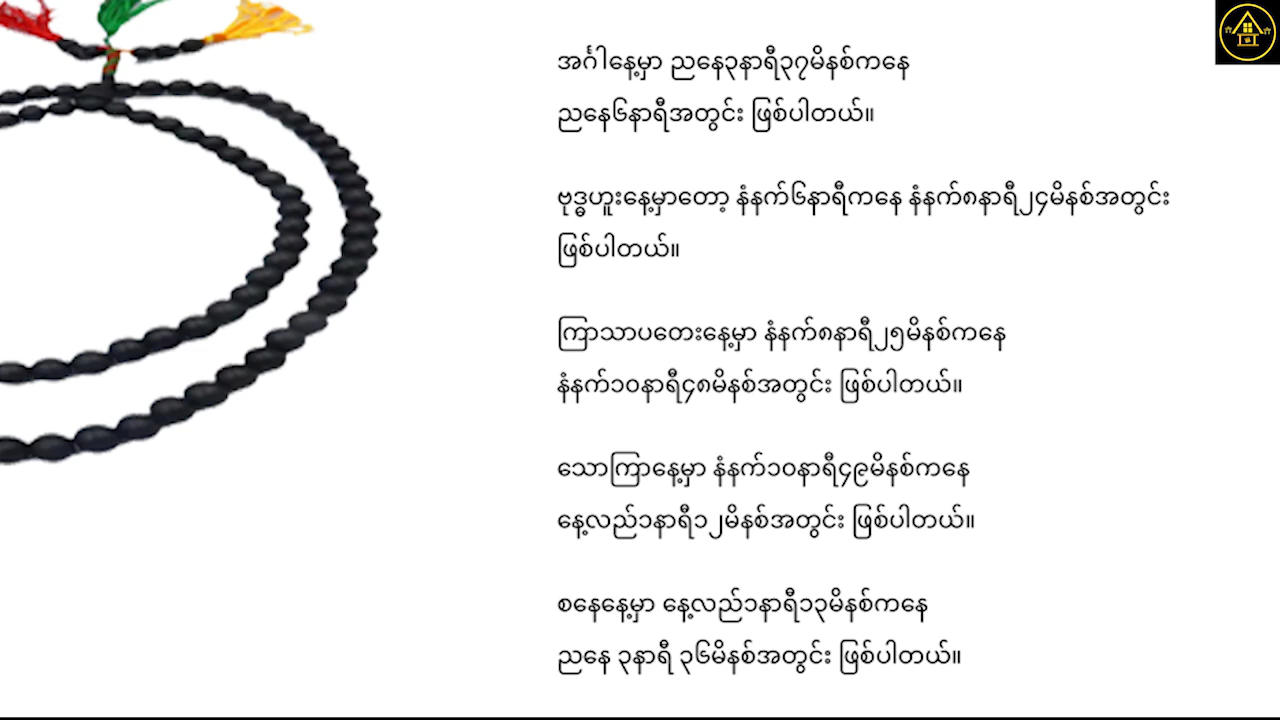 အင်္ဂါနေ့မှာ ညနေ၃နာရီ၃၇မိနစ်ကနေ
ညနေ၆နာရီအတွင်း ဖြစ်ပါတယ်။
ဗုဒ္ဓဟူးနေ့မှာတော့ နံနက်၆နာရီကနေ နံနက်၈နာရီ၂၄မိနစ်အတွင်း
ဖြစ်ပါတယ်။
ကြာသာပတေးနေ့မှာ နံနက်၈နာရီ၂၅မိနစ်ကနေ
နံနက်၁၀နာရီ၄၈မိနစ်အတွင်း ဖြစ်ပါတယ်။
သောကြာနေ့မှာ နံနက်၁၀နာရီ၄၉မိနစ်ကနေ
နေ့လည်၁နာရီ၁၂မိနစ်အတွင်း ဖြစ်ပါတယ်။
စနေနေ့မှာ နေ့လည်၁နာရီ၁၃မိနစ်ကနေ
ညနေ ၃နာရီ ၃၆မိနစ်အတွင်း ဖြစ်ပါတယ်။